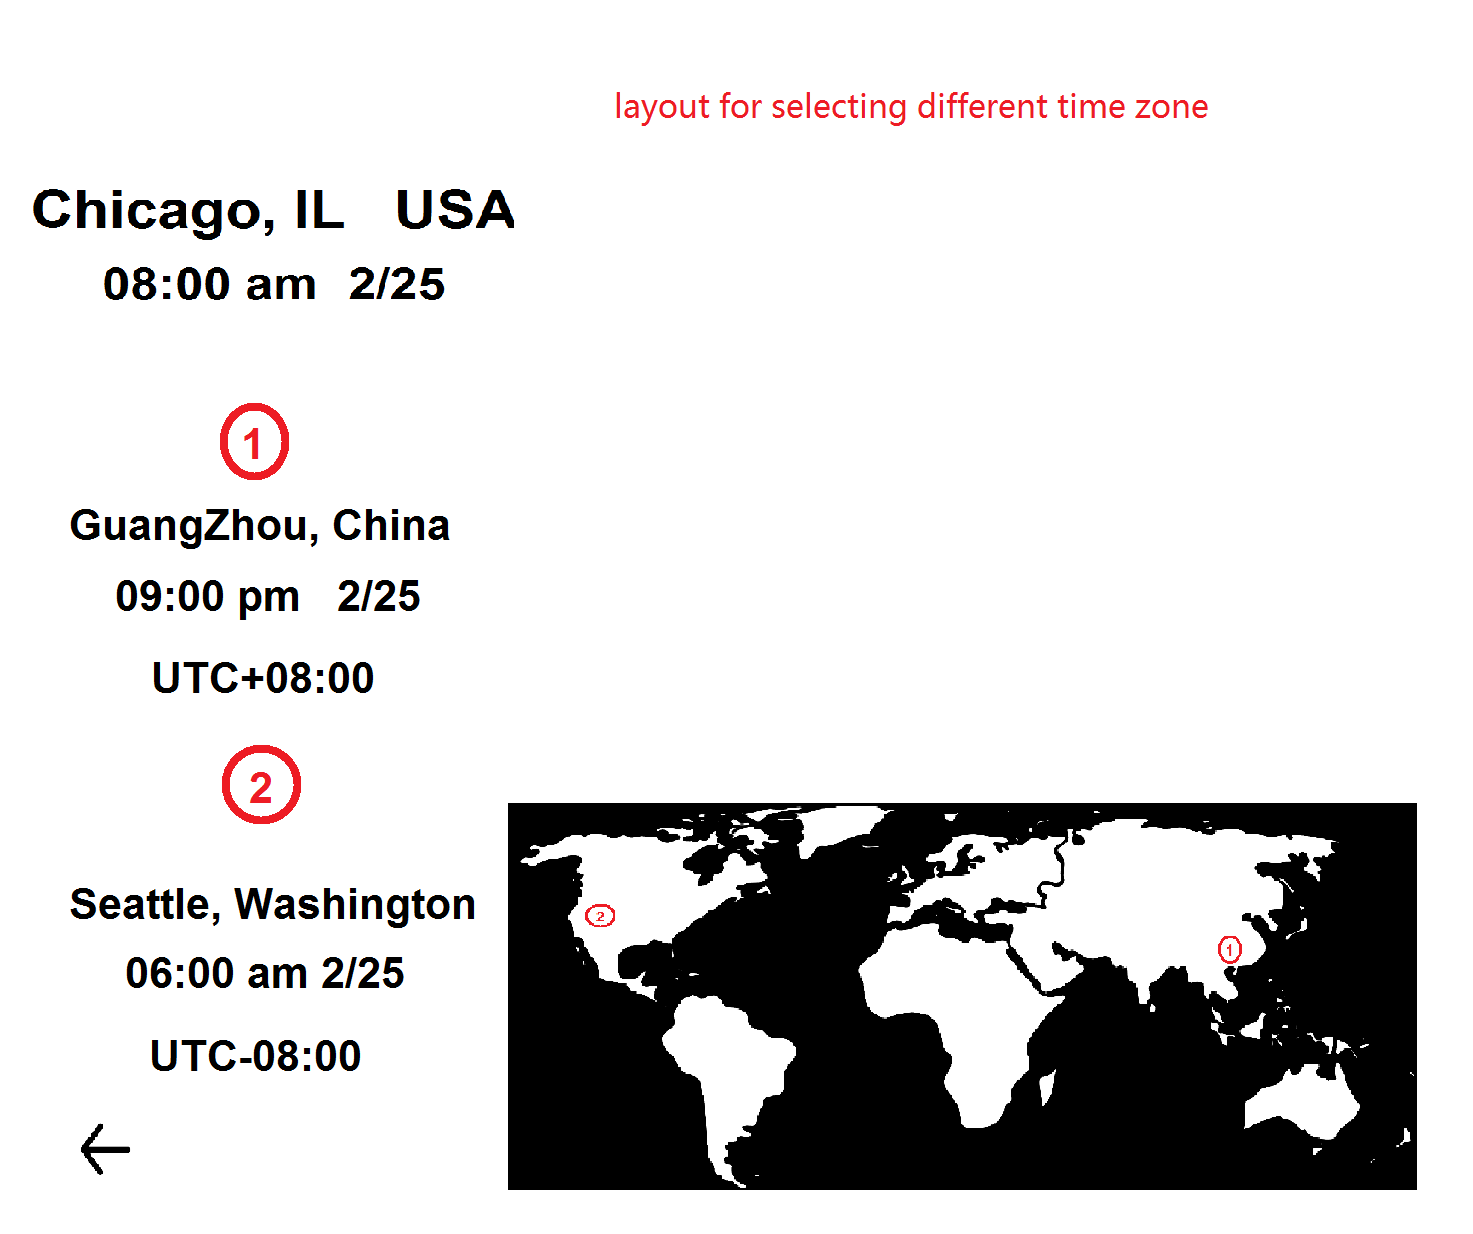 layout for selecting different time zone
Chicago, IL USA
08:00 am 2/25
1
GuangZhou, China
09:00 pm 2/25
UTC+08:00
2
Seattle, Washington
06:00 am 2/25
UTC-08:00
2
1